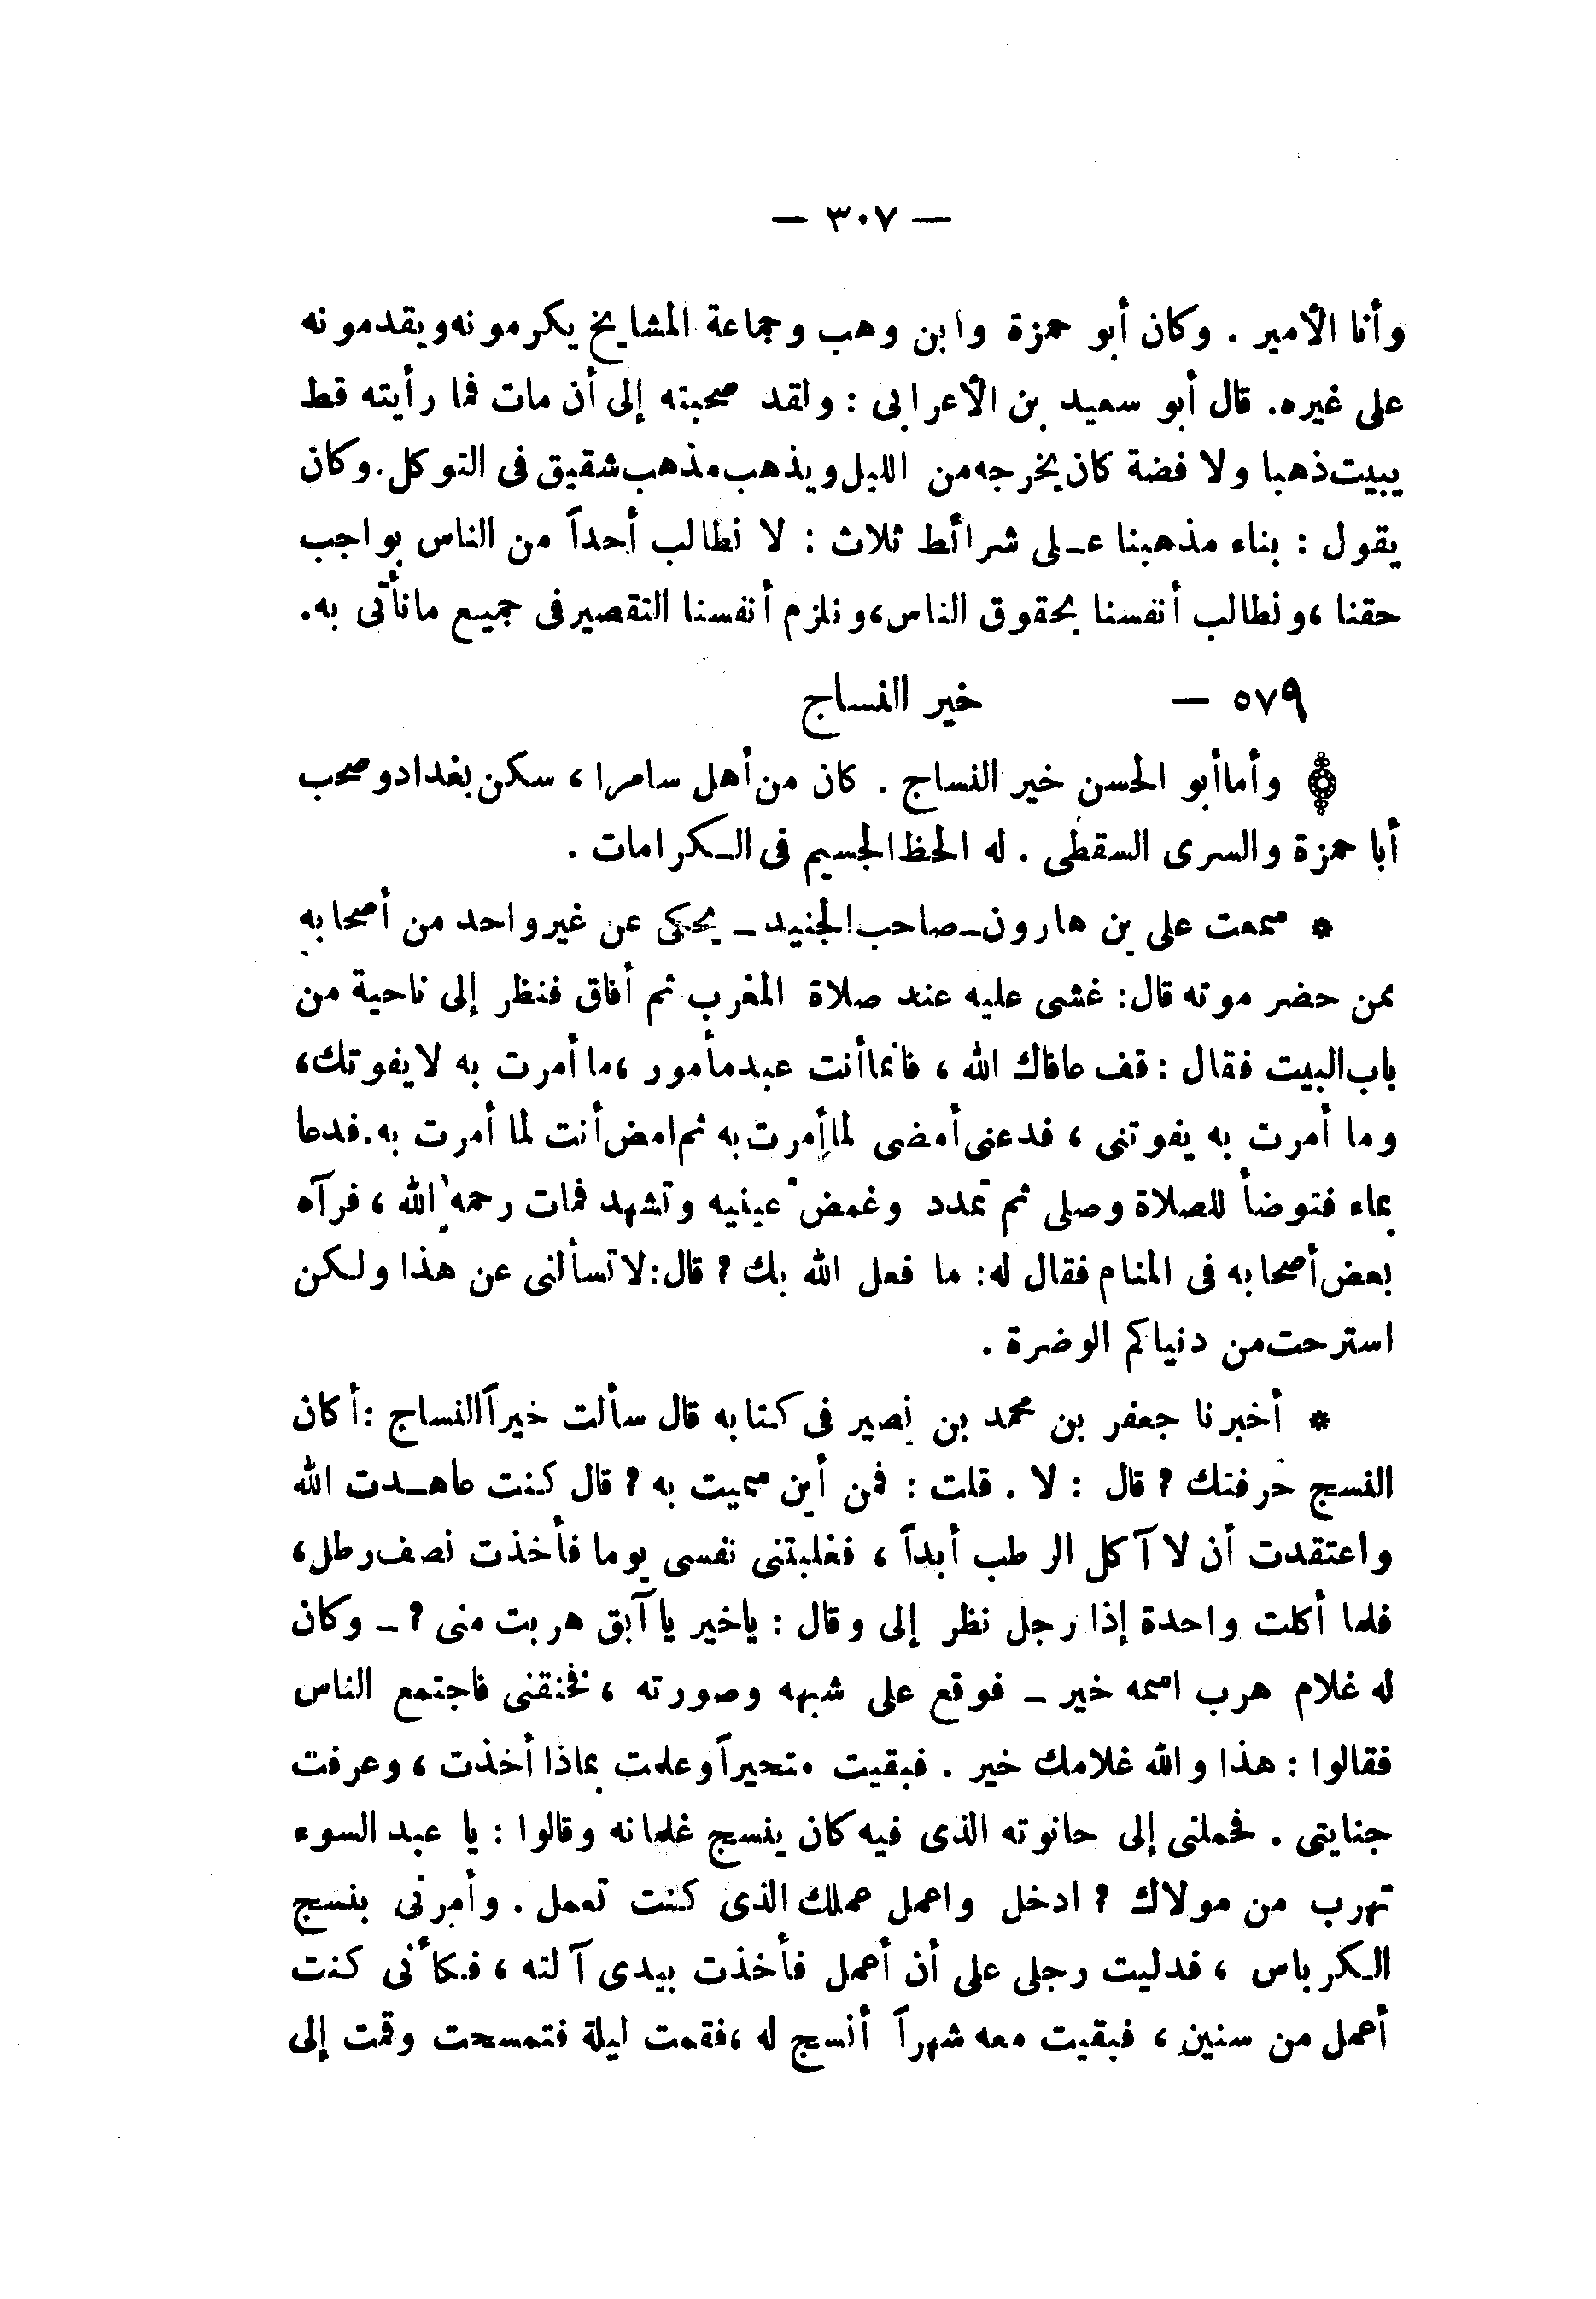 — ٣٠٧ —
وأنا الأمير . وكان أبو حمزة وابن وهب وجماعة المشايخ يكرمونه ويقدمونه
على غيره. قال أبو سعيد بن الأعرابى : ولقد صحبته إلى أن مات فما رأيته قط
يبيت ذهبا ولا فضة كان يخرجه من الليل ويذهب مذهب شقيق فى التوكل. وكان
يقول : بناء مذهبنا عـلى شرائط ثلاث : لا نطالب أحداً من الناس بواجب
حقنا ، ونطالب أنفسنا بحقوق الناس، ونلزم أنفسنا التقصير فى جميع ما نأتى به.
٥٧٩ — خير النساج
وأما أبو الحسن خير النساج . كان من أهل سامرا ، سكن بغداد وصحب
أبا حمزة والسرى السقطى . له الحظ الجسيم فى الـكرامات .
* سمعت على بن هارون ـ صاحب الجنيد ـ يحكى عن غير واحد من أصحابه
ممن حضر موته قال: غشى عليه عند صلاة المغرب ثم أفاق فنظر إلى ناحية من
باب البيت فقال : قف عافاك الله ، فانما أنت عبد مأمور ، ما أمرت به لا يفوتك،
وما أمرت به يفوتنى ، فدعنى أمضى لما أمرت به ثم امض أنت لما أمرت به. فدعا
بماء فتوضأ للصلاة وصلى ثم تمدد وغمض عينيه وتشهد فمات رحمه الله ، فرآه
بعض أصحابه فى المنام فقال له: ما فعل الله بك ? قال: لا تسألنى عن هذا ولـكن
استرحت من دنياكم الوضرة .
* أخبرنا جعفر بن محمد بن نصير فى كتابه قال سألت خيراً النساج : أكان
النسج حرفتك ? قال : لا . قلت : فمن أين سميت به ? قال كنت عاهـدت الله
واعتقدت أن لا آكل الرطب أبداً ، فغلبتنى نفسى يوما فأخذت نصف رطل،
فلما أكلت واحدة إذا رجل نظر إلى وقال : يا خير يا آبق هربت منى ? ـ وكان
له غلام هرب اسمه خير ـ فوقع على شبهه وصورته ، فخنقنى فاجتمع الناس
فقالوا : هذا والله غلامك خير . فبقيت متحيراً وعلمت بماذا أخذت ، وعرفت
جنايتى . فحملنى إلى حانوته الذى فيه كان ينسج غلمانه وقالوا : يا عبد السوء
تهرب من مولاك ? ادخل واعمل عملك الذى كنت تعمل . وأمرنى بنسج
الـكرباس ، فدليت رجلى على أن أعمل فأخذت بيدى آلته ، فـكأنى كنت
أعمل من سنين ، فبقيت معه شهراً أنسج له ، فقمت ليلة فتمسحت وقمت إلى